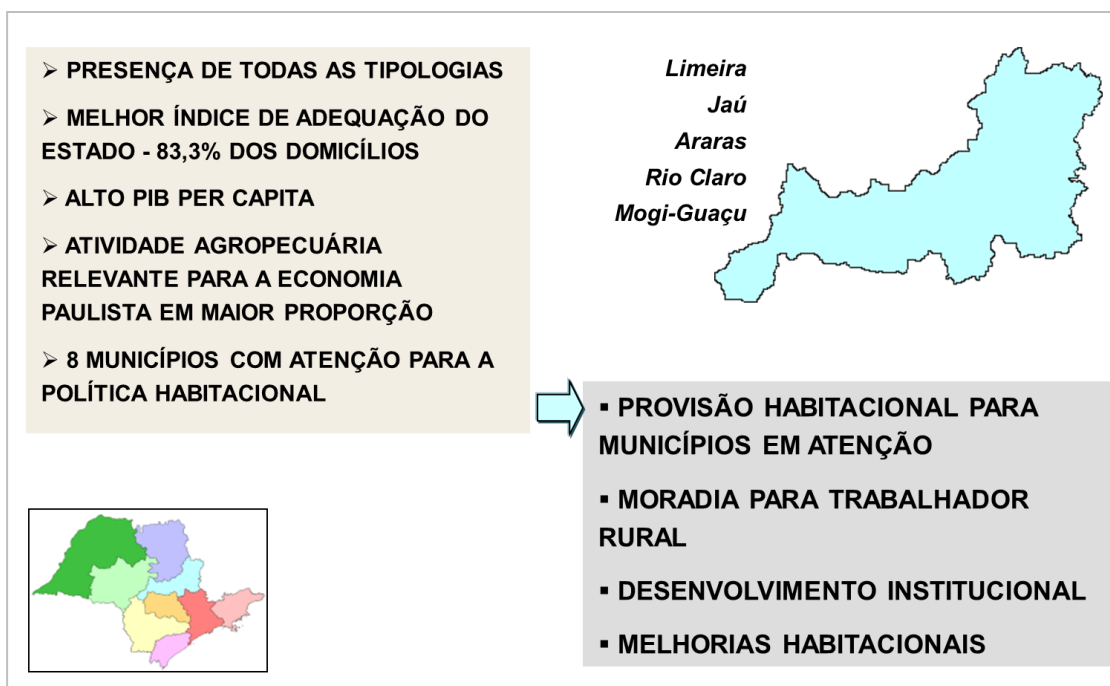 ➢ PRESENÇA DE TODAS AS TIPOLOGIAS
➢ MELHOR ÍNDICE DE ADEQUAÇÃO DO
ESTADO - 83,3% DOS DOMICÍLIOS
➢ ALTO PIB PER CAPITA
➢ ATIVIDADE AGROPECUÁRIA
RELEVANTE PARA A ECONOMIA
PAULISTA EM MAIOR PROPORÇÃO
➢ 8 MUNICÍPIOS COM ATENÇÃO PARA A
POLÍTICA HABITACIONAL
Limeira
Jaú
Araras
Rio Claro
Mogi-Guaçu
▪ PROVISÃO HABITACIONAL PARA
MUNICÍPIOS EM ATENÇÃO
▪ MORADIA PARA TRABALHADOR
RURAL
▪ DESENVOLVIMENTO INSTITUCIONAL
▪ MELHORIAS HABITACIONAIS